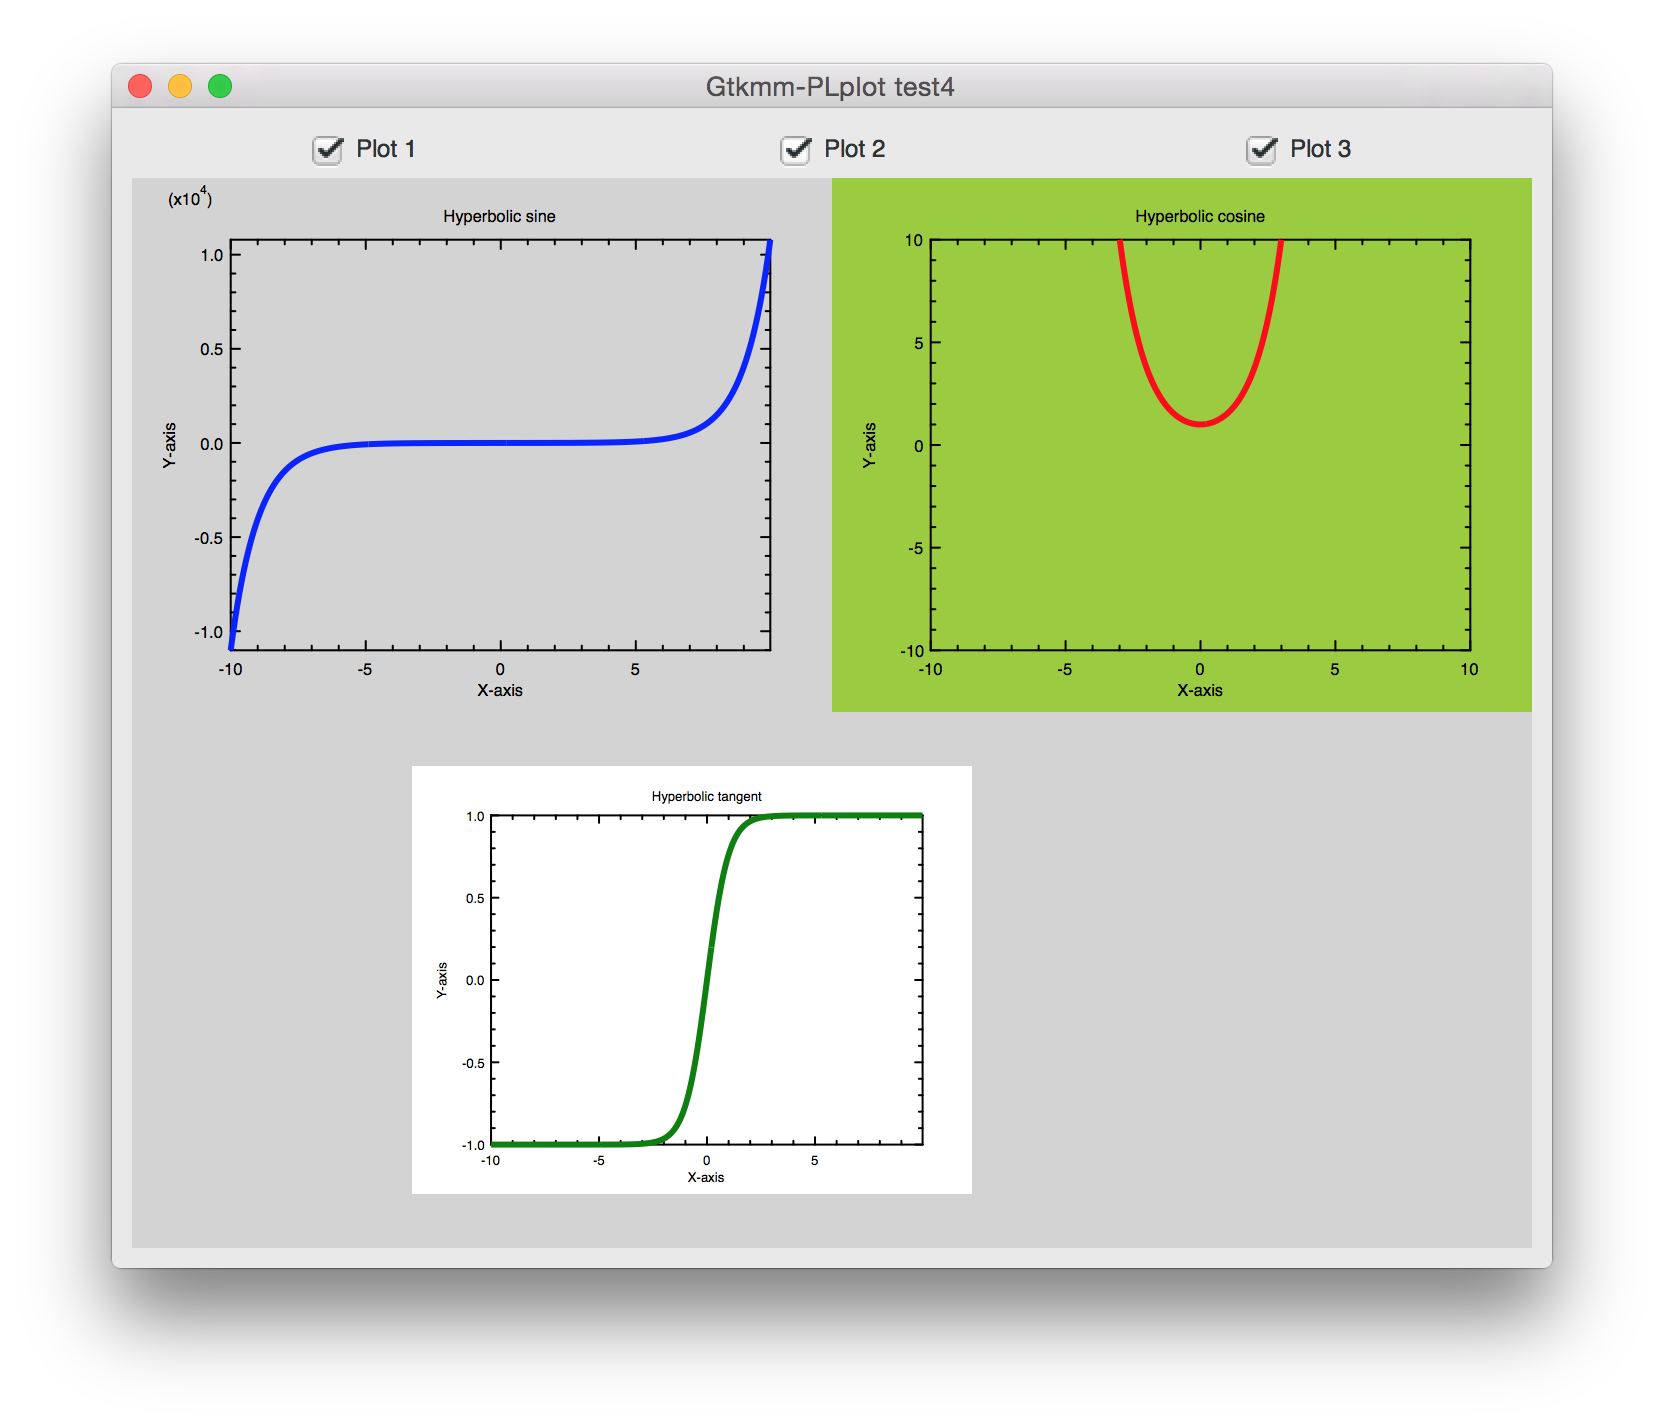 Gtkmm-PLplot test4
Plot 1
Plot 2
Plot 3
(x10⁴)
Hyperbolic sine
1.0
0.5
0.0
-0.5
-1.0
Y-axis
-10 -5 0 5
X-axis
Hyperbolic cosine
10
5
0
-5
-10
Y-axis
-10 -5 0 5 10
X-axis
Hyperbolic tangent
1.0
0.5
0.0
-0.5
-1.0
Y-axis
-10 -5 0 5
X-axis